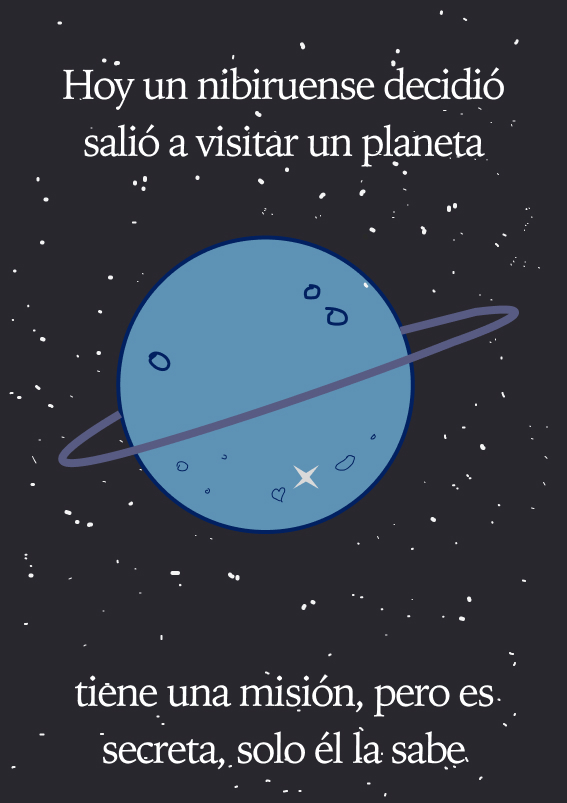 Hoy un nibiruense decidió
salió a visitar un planeta
tiene una misión, pero es
secreta, solo él la sabe